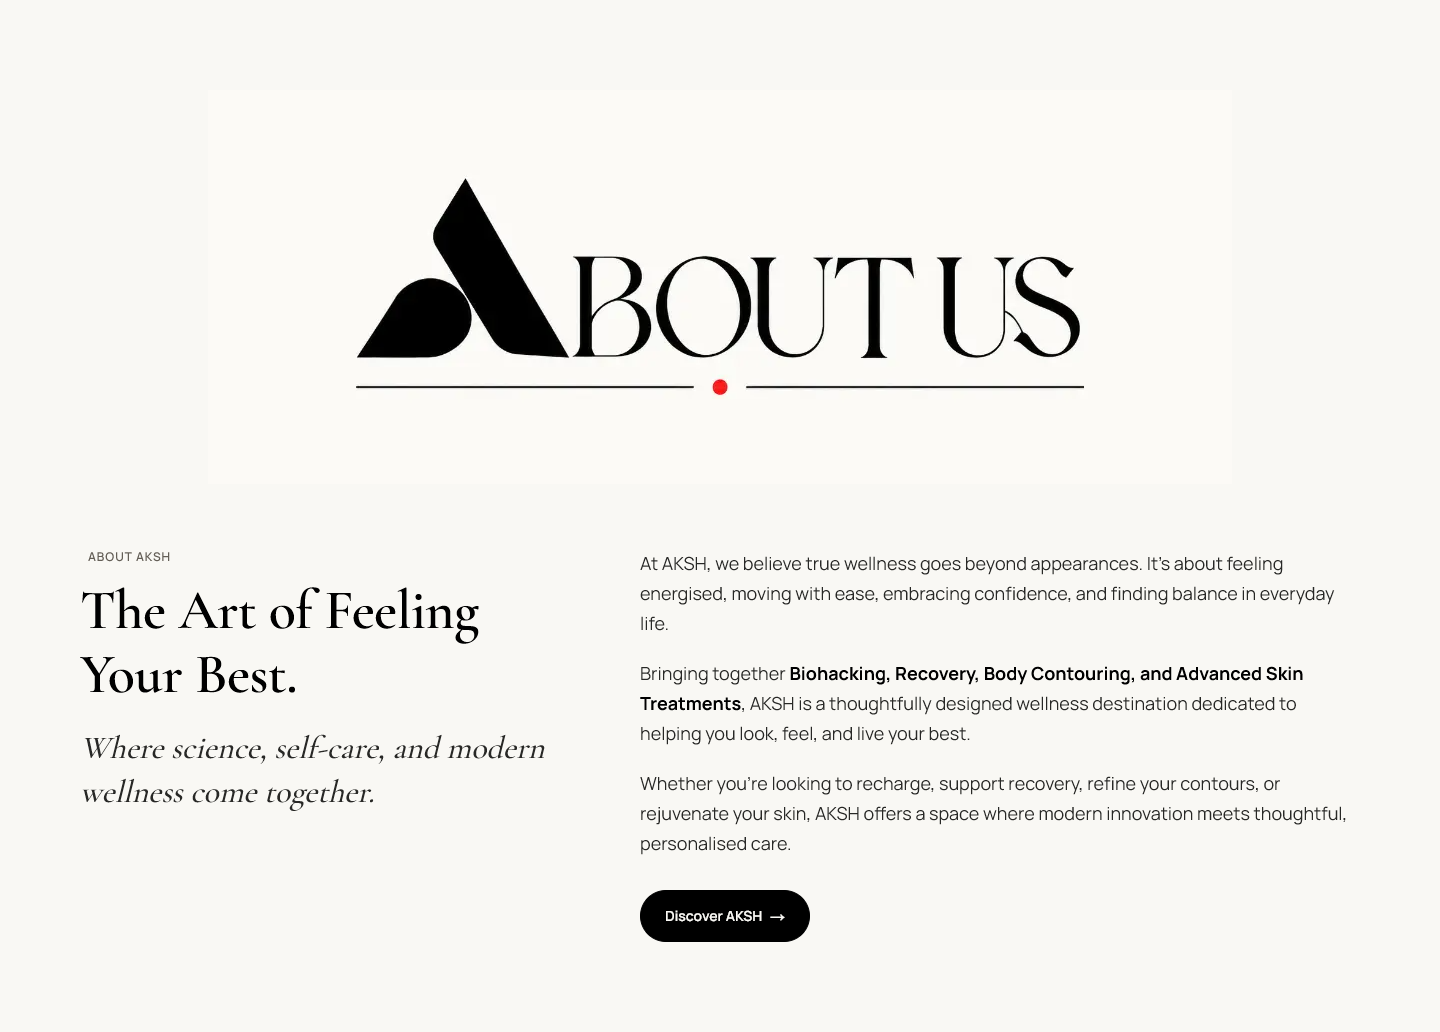 ABOUT US
ABOUT AKSH
The Art of Feeling
Your Best.
Where science, self-care, and modern
wellness come together.
At AKSH, we believe true wellness goes beyond appearances. It’s about feeling
energised, moving with ease, embracing confidence, and finding balance in everyday
life.
Bringing together Biohacking, Recovery, Body Contouring, and Advanced Skin
Treatments, AKSH is a thoughtfully designed wellness destination dedicated to
helping you look, feel, and live your best.
Whether you’re looking to recharge, support recovery, refine your contours, or
rejuvenate your skin, AKSH offers a space where modern innovation meets thoughtful,
personalised care.
Discover AKSH →